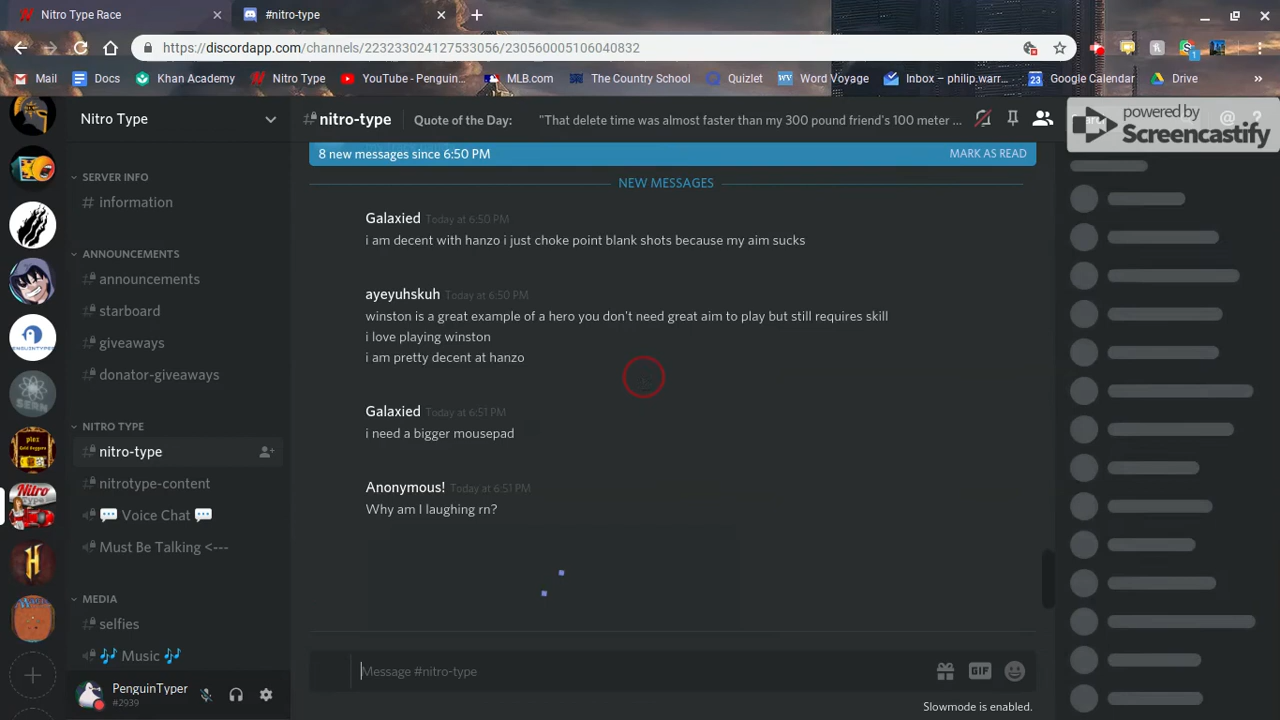 Nitro Type Race
#nitro-type
https://discordapp.com/channels/223233024127533056/230560005106040832
Mail
Docs
Khan Academy
Nitro Type
YouTube - Penguin...
MLB.com
The Country School
Quizlet
Word Voyage
Inbox – philip.warr...
Google Calendar
Drive
»
Nitro Type
nitro-type
Quote of the Day:
"That delete time was almost faster than my 300 pound friend's 100 meter ...
powered by
Screencastify
SERVER INFO
# information
ANNOUNCEMENTS
announcements
starboard
giveaways
donator-giveaways
NITRO TYPE
nitro-type
nitrotype-content
💬 Voice Chat 💬
Must Be Talking <---
MEDIA
selfies
🎶 Music 🎶
PenguinTyper
#2939
8 new messages since 6:50 PM
MARK AS READ
NEW MESSAGES
Galaxied Today at 6:50 PM
i am decent with hanzo i just choke point blank shots because my aim sucks
ayeyuhskuh Today at 6:50 PM
winston is a great example of a hero you don't need great aim to play but still requires skill
i love playing winston
i am pretty decent at hanzo
Galaxied Today at 6:51 PM
i need a bigger mousepad
Anonymous! Today at 6:51 PM
Why am I laughing rn?
Message #nitro-type
GIF
Slowmode is enabled.